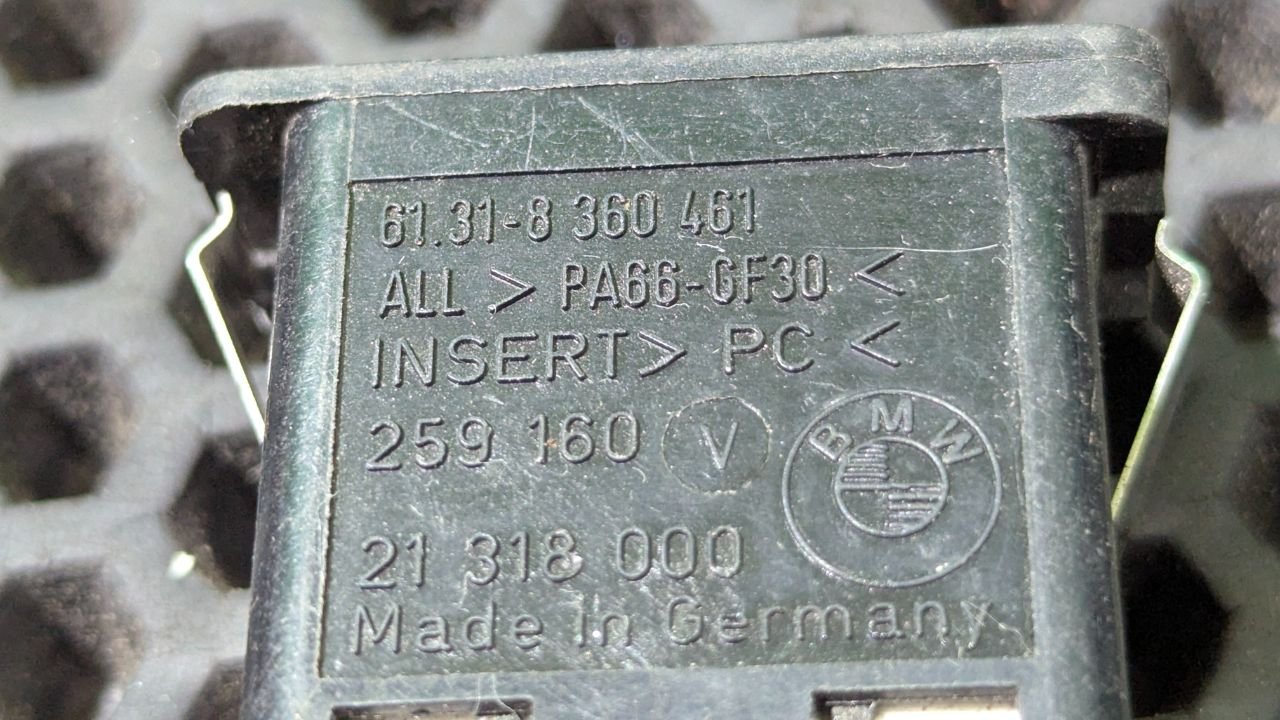 61.31-8 360 461
ALL > PA66-GF30 <
INSERT> PC <
259 160 V
BMW
21 318 000
Made in Germany